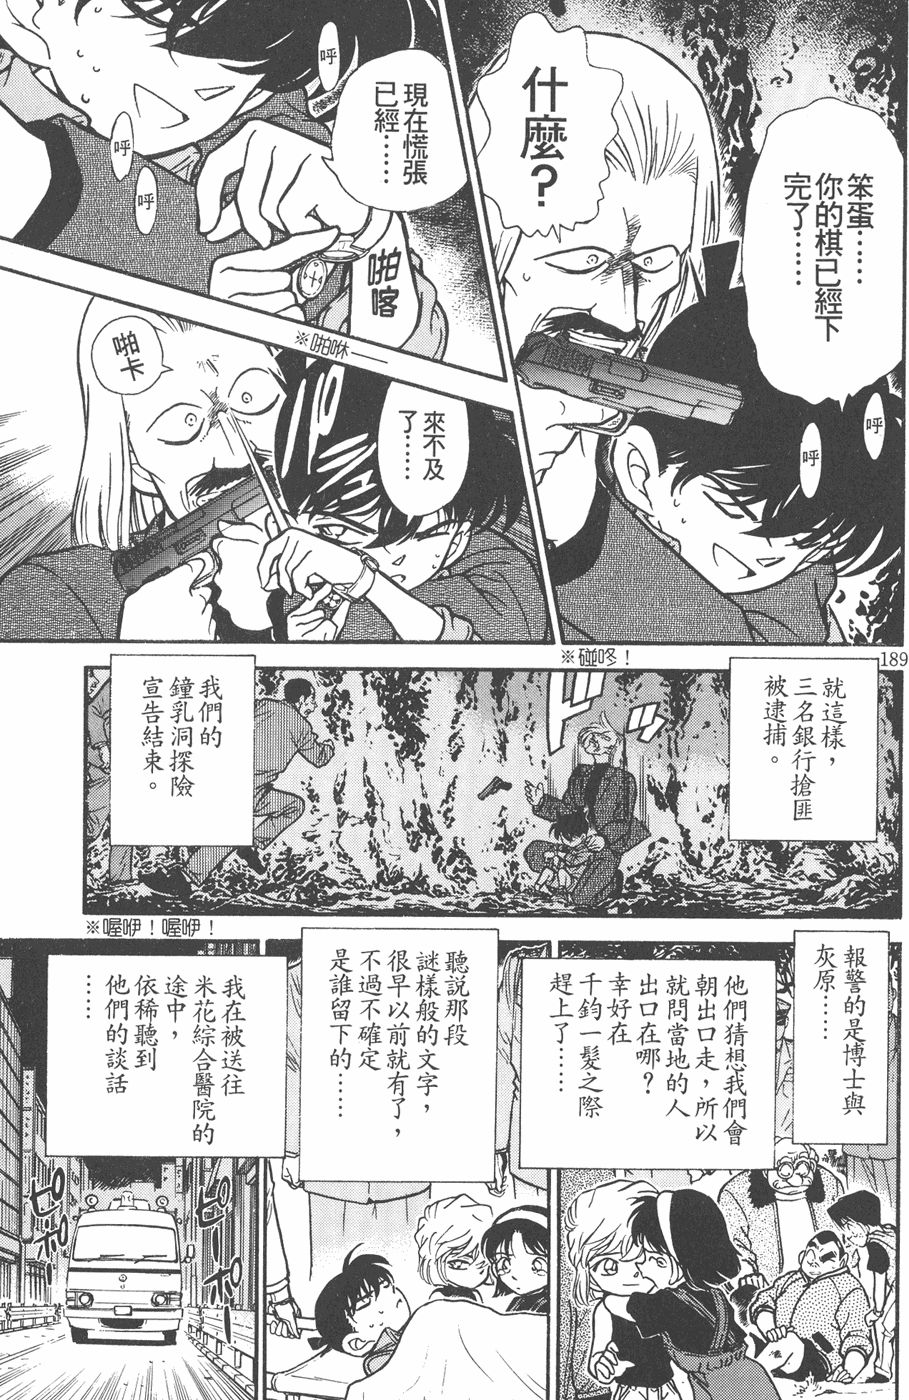 笨蛋……
你的棋已經下
完了……
什麼？
呼
呼
現在慌張
已經……
呼
呼
呼
啪喀
※啪咻——
來不及
了……
啪卡
※碰咚！
189
就這樣，
三名銀行搶匪
被逮捕。
我們的
鐘乳洞探險
宣告結束。
※喔咿！喔咿！
報警的是博士與
灰原……
他們猜想我們會
朝出口走，所以
就問當地的人
出口在哪？
幸好在
千鈞一髮之際
趕上了……
聽說那段
謎樣般的文字，
很早以前就有了，
不過不確定
是誰留下的……
我在被送往
米花綜合醫院的
途中，
依稀聽到
他們的談話
……
ピーポー
ピーポー